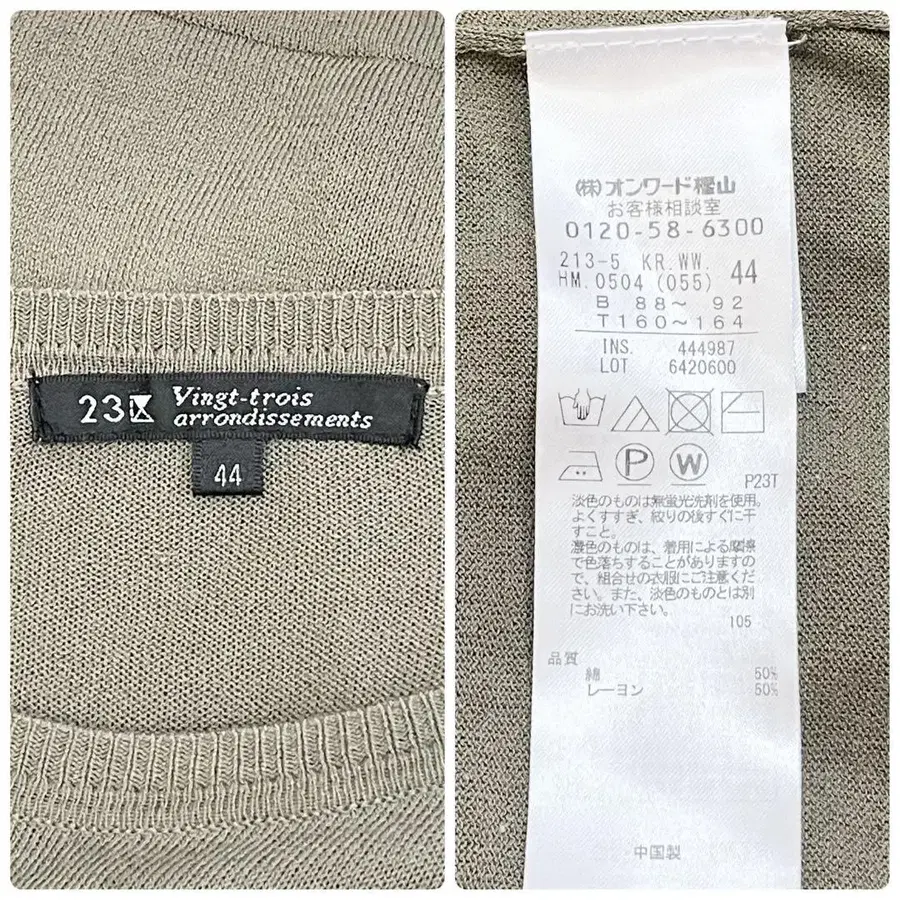 23区 Vingt-trois
arrondissements
44
(株)オンワード樫山
お客様相談室
0120-58-6300
213-5 KR.WW. 44
HM.0504 (055)
B 88～ 92
T160～164
INS. 444987
LOT 6420600
P W
P23T
淡色のものは無蛍光洗剤を使用。
よくすすぎ、絞りの後すぐに干
すこと。
濃色のものは、着用による摩擦
で色落ちすることがありますの
で、組合せの衣服にご注意くだ
さい。また、淡色のものとは別
にお洗い下さい。
105
品質
綿 50%
レーヨン 50%
中国製